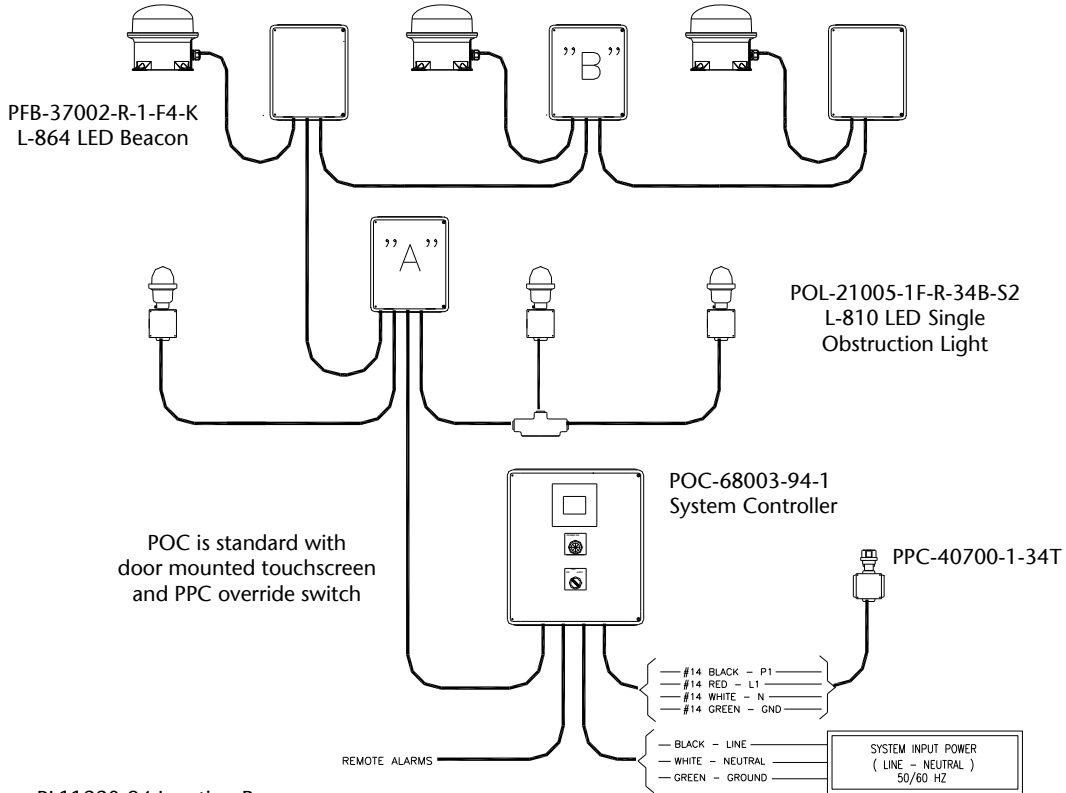 "B"
PFB-37002-R-1-F4-K
L-864 LED Beacon
"A"
POL-21005-1F-R-34B-S2
L-810 LED Single
Obstruction Light
POC-68003-94-1
System Controller
POC is standard with
door mounted touchscreen
and PPC override switch
PPC-40700-1-34T
#14 BLACK - P1
#14 RED - L1
#14 WHITE - N
#14 GREEN - GND
REMOTE ALARMS
BLACK - LINE
WHITE - NEUTRAL
GREEN - GROUND
SYSTEM INPUT POWER
( LINE - NEUTRAL )
50/60 HZ